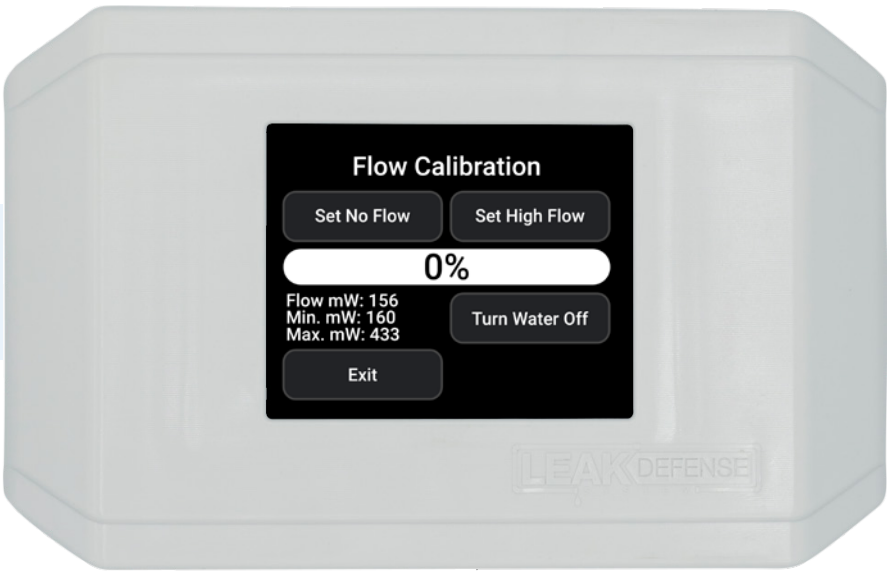 Flow Calibration
Set No Flow
Set High Flow
0%
Flow mW: 156
Min. mW: 160
Max. mW: 433
Turn Water Off
Exit
LEAK DEFENSE